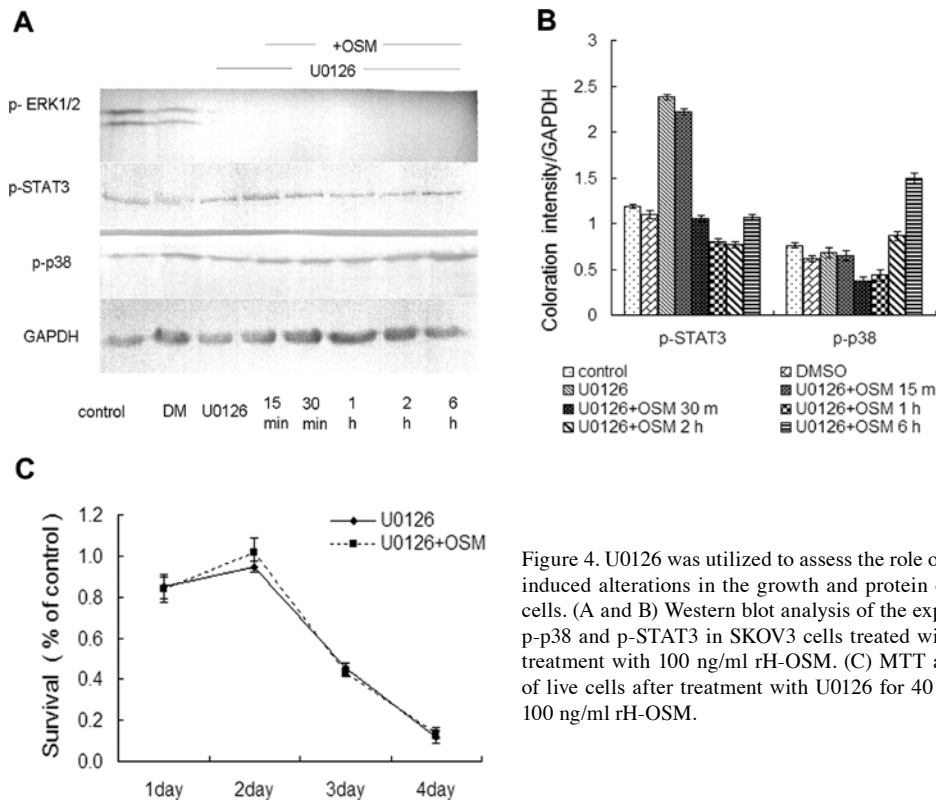 A
+OSM
U0126
p- ERK1/2
p-STAT3
p-p38
GAPDH
control DM U0126 15 min 30 min 1 h 2 h 6 h
B
Coloration intensity/GAPDH
3
2.5
2
1.5
1
0.5
0
p-STAT3 p-p38
control DMSO
U0126 U0126+OSM 15 m
U0126+OSM 30 m U0126+OSM 1 h
U0126+OSM 2 h U0126+OSM 6 h
C
Survival ( % of control )
1.2
1.0
0.8
0.6
0.4
0.2
0.0
U0126
U0126+OSM
1day 2day 3day 4day
Figure 4. U0126 was utilized to assess the role o
induced alterations in the growth and protein
cells. (A and B) Western blot analysis of the exp
p-p38 and p-STAT3 in SKOV3 cells treated wi
treatment with 100 ng/ml rH-OSM. (C) MTT a
of live cells after treatment with U0126 for 40
100 ng/ml rH-OSM.